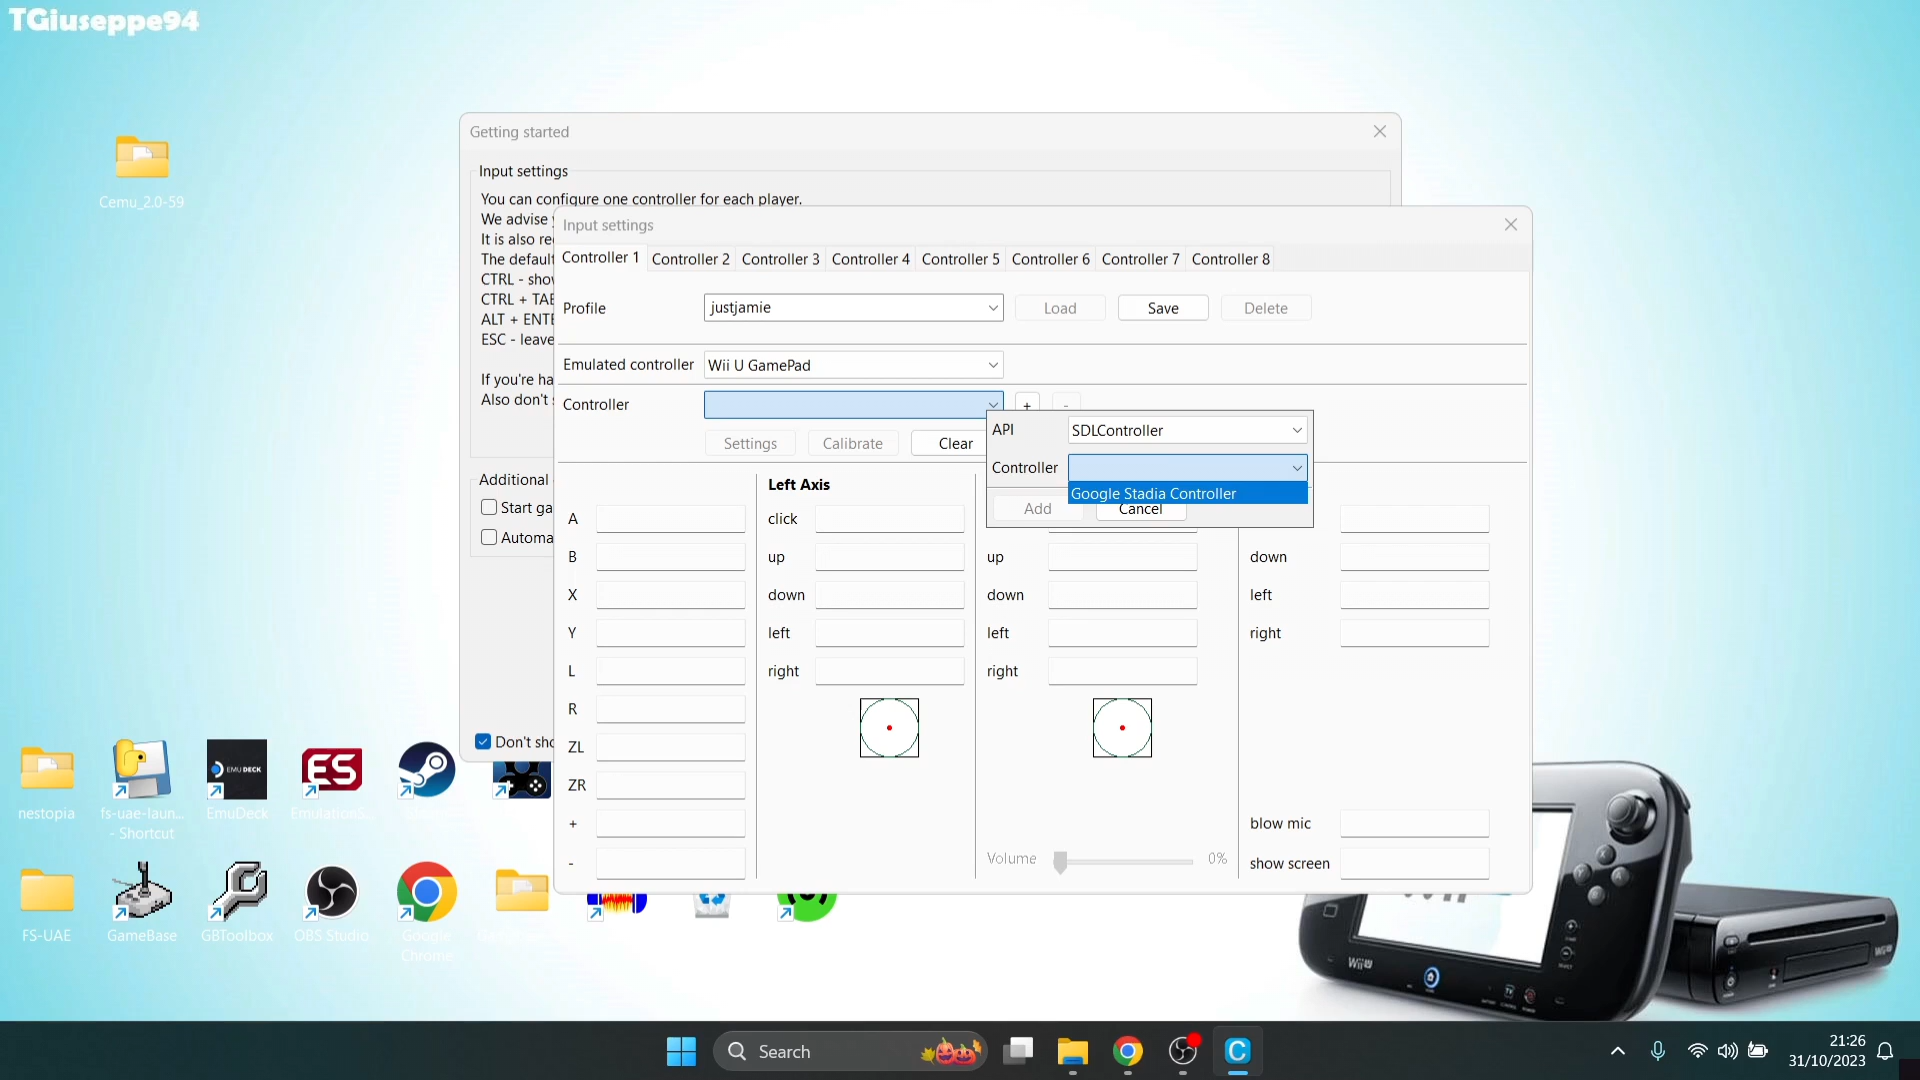 TGiuseppe94
Cemu_2.0-59
Getting started
Input settings
You can configure one controller for each player.
We advise
It is also re
The default
CTRL - sho
CTRL + TAB
ALT + ENTE
ESC - leave
If you're ha
Also don't
Additional
Start ga
Automa
Don't sho
Input settings
Controller 1
Controller 2
Controller 3
Controller 4
Controller 5
Controller 6
Controller 7
Controller 8
Profile
justjamie
Load
Save
Delete
Emulated controller
Wii U GamePad
Controller
+
-
Settings
Calibrate
Clear
API
SDLController
Controller
Google Stadia Controller
Add
Cancel
A
B
X
Y
L
R
ZL
ZR
+
-
Left Axis
click
up
down
left
right
up
down
left
right
Volume
0%
down
left
right
blow mic
show screen
nestopia
fs-uae-laun...
- Shortcut
EMUDECK
EmuDeck
ES
EmulationS...
FS-UAE
GameBase
GBToolbox
OBS Studio
Google
Chrome
Wii U
Search
21:26
31/10/2023